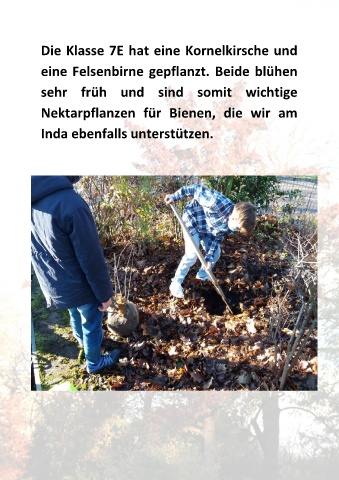 Die Klasse 7E hat eine Kornelkirsche und
eine Felsenbirne gepflanzt. Beide blühen
sehr früh und sind somit wichtige
Nektarpflanzen für Bienen, die wir am
Inda ebenfalls unterstützen.